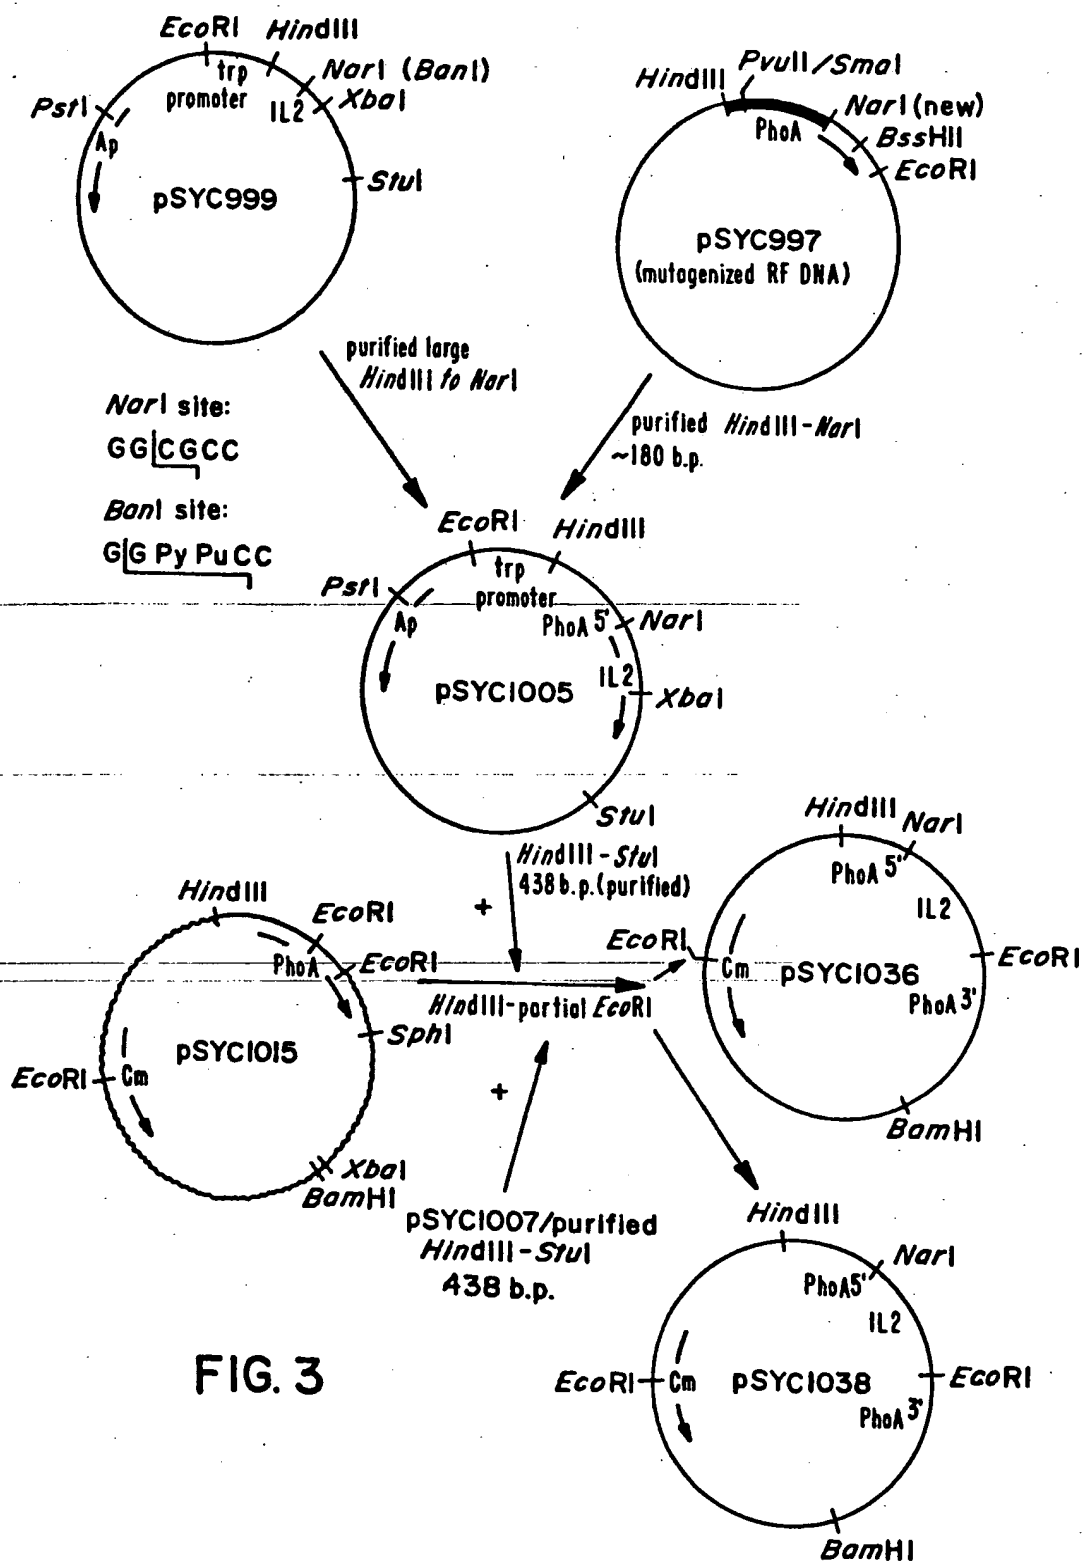 EcoRI
HindIII
trp
promoter
NarI (BanI)
IL2
XbaI
PstI
Ap
StuI
pSYC999
PvuII/SmaI
HindIII
NarI (new)
PhoA
BssHII
EcoRI
pSYC997
(mutagenized RF DNA)
purified large
HindIII to NarI
purified HindIII-NarI
~180 b.p.
NarI site:
GGCGCC
BanI site:
GG Py Pu CC
EcoRI
HindIII
trp
promoter
PstI
Ap
PhoA 5'
NarI
IL2
XbaI
pSYC1005
StuI
HindIII-StuI
438 b.p. (purified)
+
HindIII
EcoRI
PhoA
EcoRI
SphI
pSYC1015
EcoRI
Cm
XbaI
BamHI
HindIII-partial EcoRI
+
pSYC1007/purified
HindIII-StuI
438 b.p.
HindIII
NarI
PhoA 5'
IL2
EcoRI
Cm
pSYC1036
EcoRI
PhoA 3'
BamHI
HindIII
NarI
PhoA5'
IL2
EcoRI
Cm
pSYC1038
EcoRI
PhoA 3'
BamHI
FIG. 3